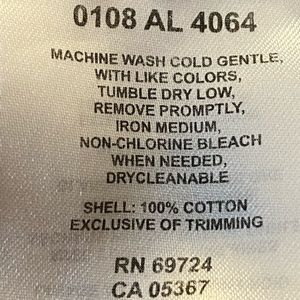 0108 AL 4064
MACHINE WASH COLD GENTLE,
WITH LIKE COLORS,
TUMBLE DRY LOW,
REMOVE PROMPTLY,
IRON MEDIUM,
NON-CHLORINE BLEACH
WHEN NEEDED,
DRYCLEANABLE
SHELL: 100% COTTON
EXCLUSIVE OF TRIMMING
RN 69724
CA 05367